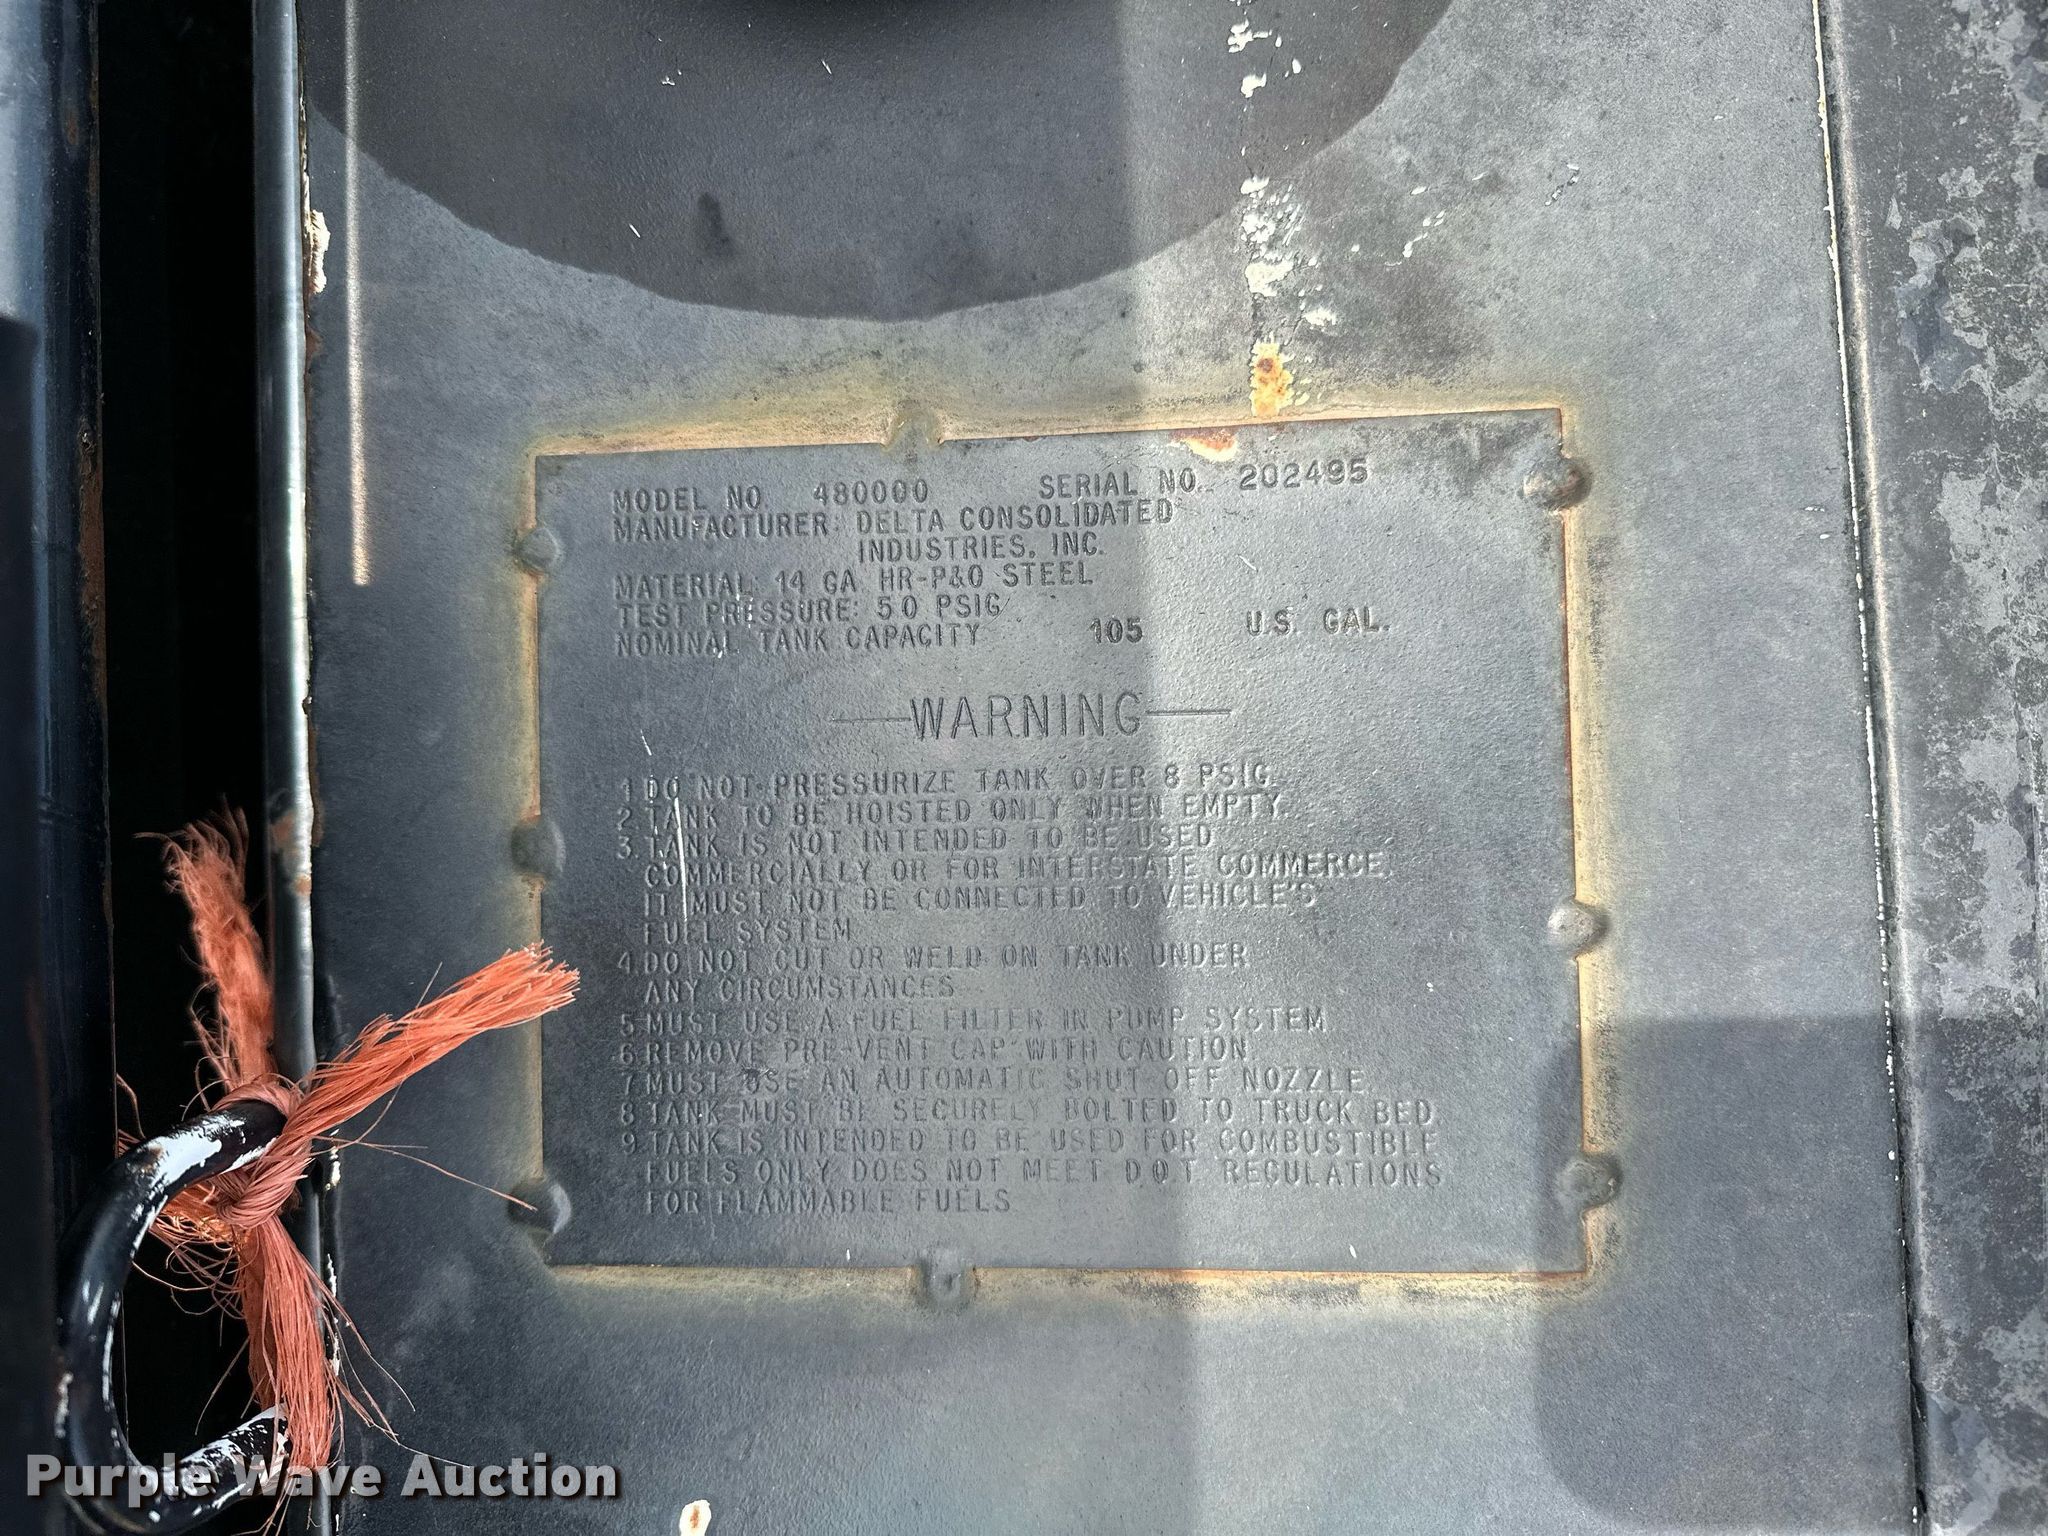 MODEL NO 480000 SERIAL NO. 202495
MANUFACTURER: DELTA CONSOLIDATED
INDUSTRIES, INC.
MATERIAL: 14 GA HR-P&O STEEL
TEST PRESSURE: 5.0 PSIG
NOMINAL TANK CAPACITY 105 U.S. GAL.
WARNING
1. DO NOT PRESSURIZE TANK OVER 8 PSIG.
2. TANK TO BE HOISTED ONLY WHEN EMPTY.
3. TANK IS NOT INTENDED TO BE USED
COMMERCIALLY OR FOR INTERSTATE COMMERCE.
IT MUST NOT BE CONNECTED TO VEHICLE'S
FUEL SYSTEM.
4. DO NOT CUT OR WELD ON TANK UNDER
ANY CIRCUMSTANCES.
5. MUST USE A FUEL FILTER IN PUMP SYSTEM.
6. REMOVE PRE-VENT CAP WITH CAUTION.
7. MUST USE AN AUTOMATIC SHUT OFF NOZZLE.
8. TANK MUST BE SECURELY BOLTED TO TRUCK BED.
9. TANK IS INTENDED TO BE USED FOR COMBUSTIBLE
FUELS ONLY DOES NOT MEET D.O.T. REGULATIONS
FOR FLAMMABLE FUELS
Purple Wave Auction